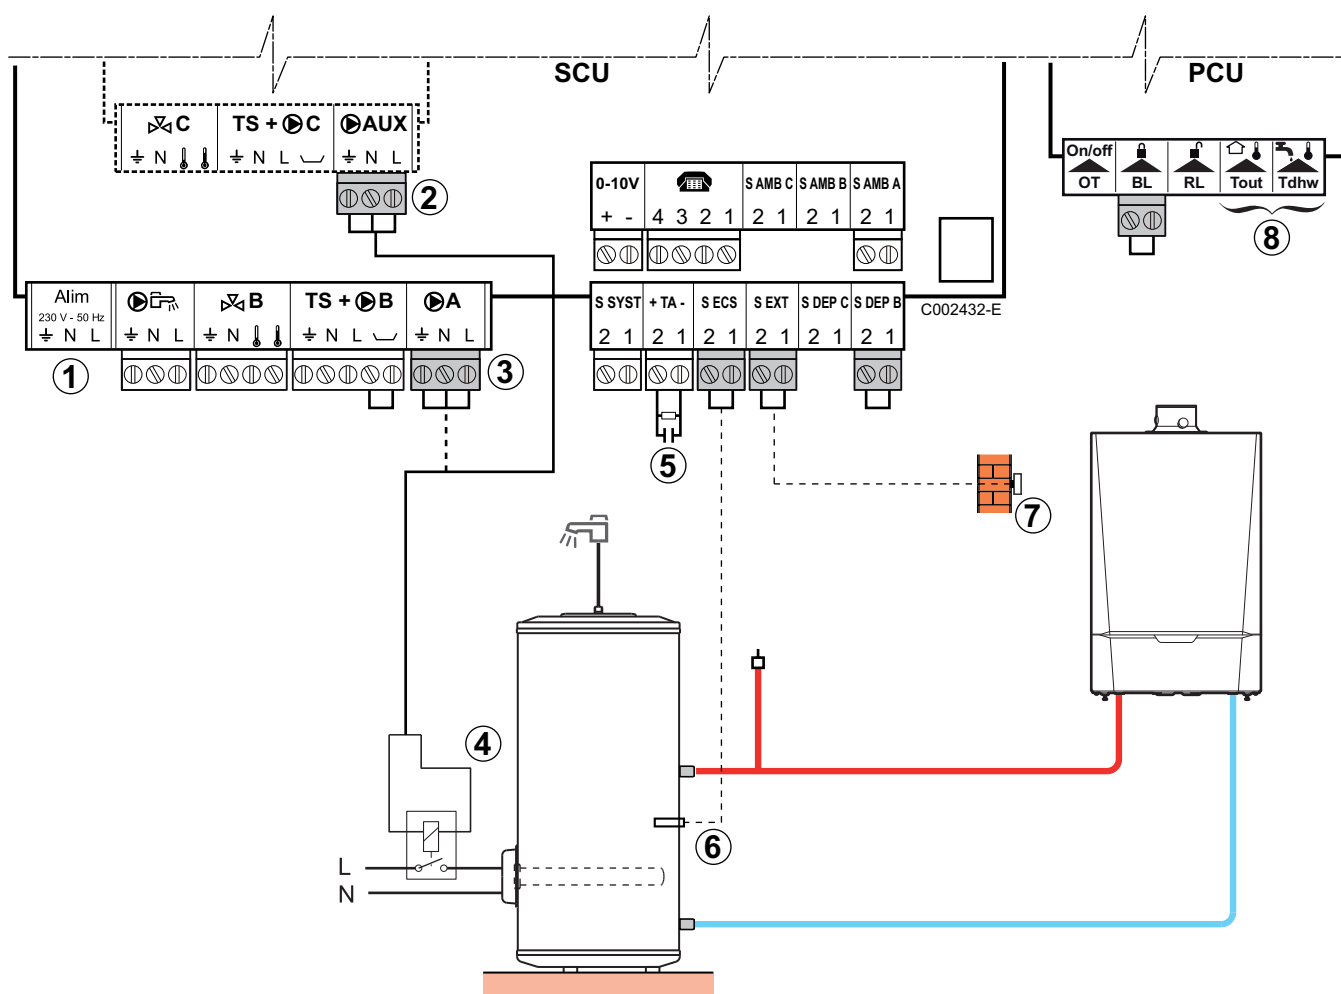 SCU
PCU
C
TS + C
AUX
N
N L
N L
2
0-10V
S AMB C
S AMB B
S AMB A
+ -
4 3 2 1
2 1
2 1
2 1
On/off
OT
BL
RL
Tout
Tdhw
8
Alim
230 V - 50 Hz
N L
N L
B
N
TS + B
N L
A
N L
1
3
S SYST
+ TA -
S ECS
S EXT
S DEP C
S DEP B
2 1
2 1
2 1
2 1
2 1
2 1
C002432-E
5
7
4
6
L
N